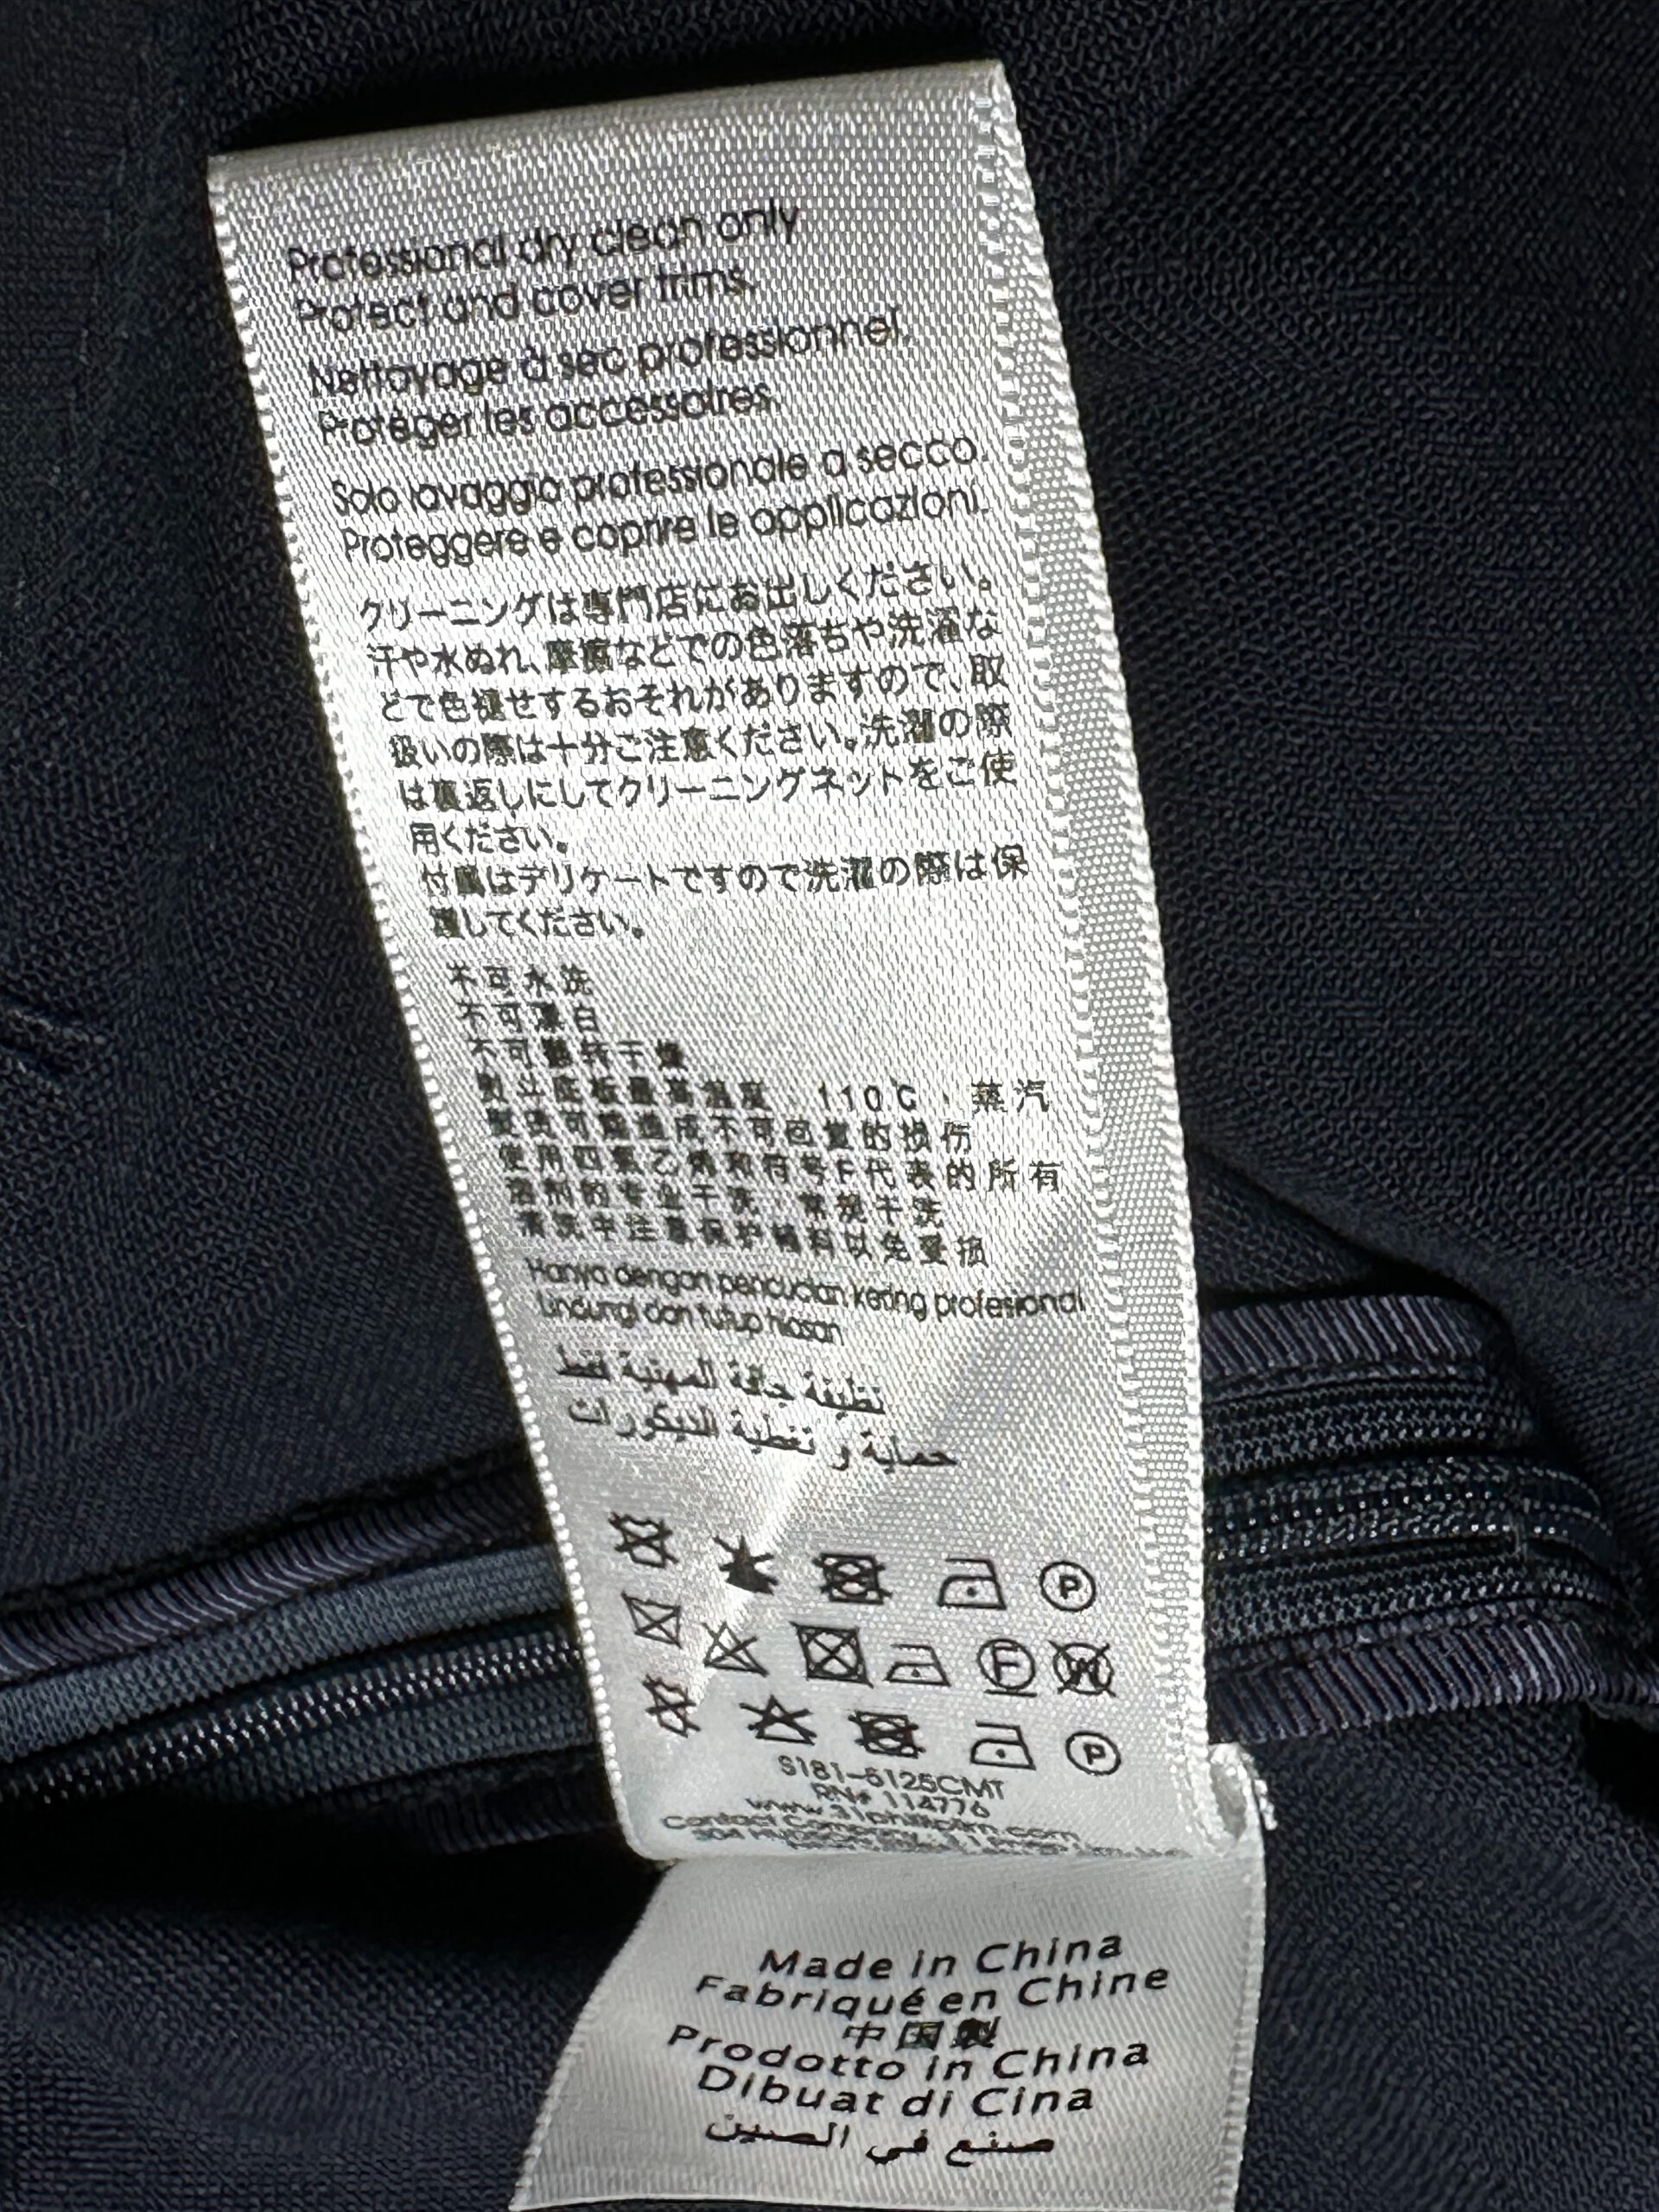 Professional dry clean only
Protect and cover trims.
Nettoyage à sec professionnel.
Protéger les accessoires.
Solo lavaggio professionale a secco.
Proteggere e coprire le applicazioni.
クリーニングは専門店にお出しください。
汗や水ぬれ、摩擦などでの色落ちや洗濯な
どで色褪せするおそれがありますので、取
扱いの際は十分ご注意ください。洗濯の際
は裏返しにしてクリーニングネットをご使
用ください。
付属はデリケートですので洗濯の際は保
護してください。
不可水洗
不可漂白
不可翻转干燥
熨斗底板最高温度,110C,蒸汽
熨烫可能造成不可回复的损伤
使用四氯乙烯和符号F代表的所有
溶剂的专业干洗,常规干洗
清洗中注意保护辅料以免受损
Hanya dengan pencucian kering profesional
Lindungi dan tutup hiasan
تنظيفة جافة المهنية فقط
حماية و تغطية الديكورات
P
F W
P
S181-5125CMT
RN# 114776
www.31philliplim.com
Made in China
Fabriqué en Chine
中国製
Prodotto in China
Dibuat di Cina
صنع في الصين